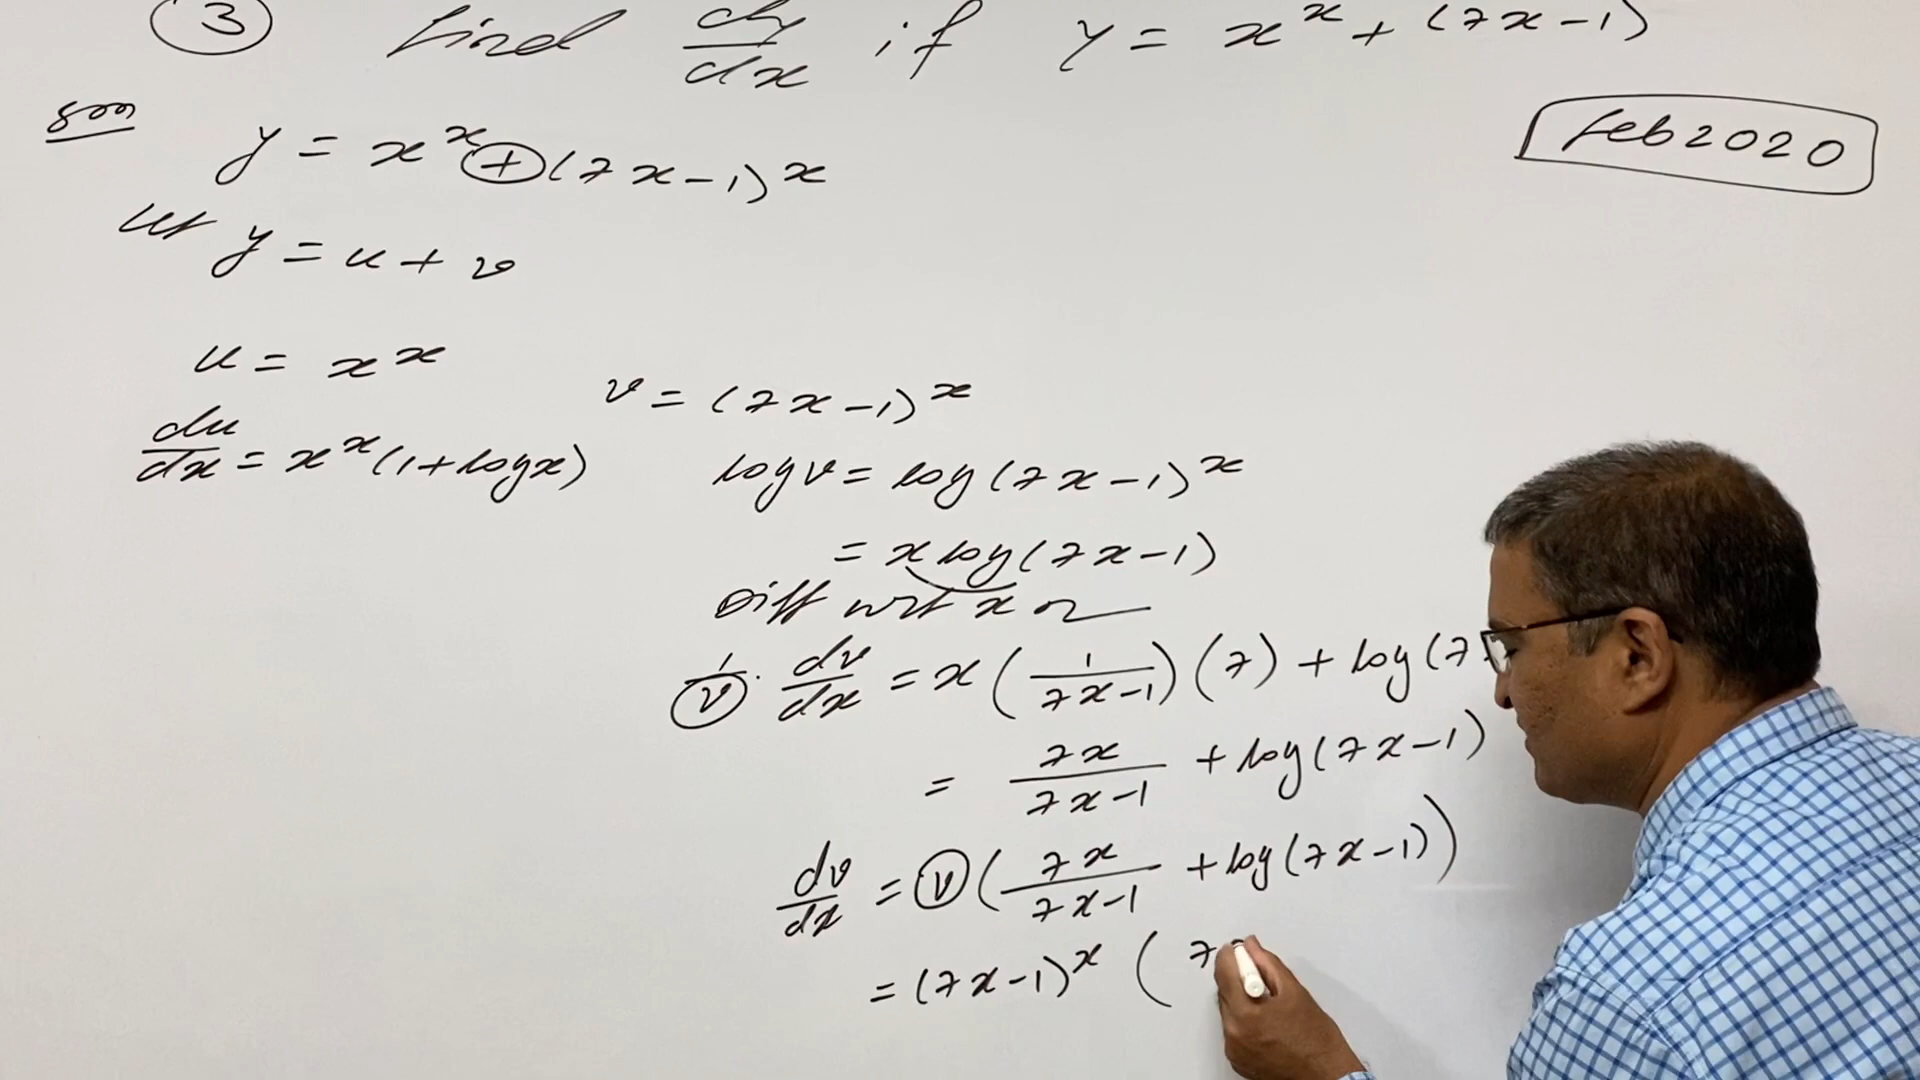 ③ Find dy/dx if y = x^x + (7x-1)
Feb 2020
Soln y = x^x + (7x-1)^x
Let y = u + v
u = x^x
du/dx = x^x (1+logx)
v = (7x-1)^x
log v = log (7x-1)^x
= x log (7x-1)
Diff wrt x
1/v . dv/dx = x (1/7x-1) (7) + log (7
= 7x/7x-1 + log (7x-1)
dv/dx = v (7x/7x-1 + log (7x-1))
= (7x-1)^x ( 7